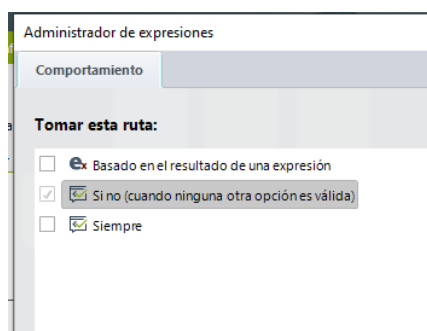 Administrador de expresiones
Comportamiento
Tomar esta ruta:
Basado en el resultado de una expresión
Si no (cuando ninguna otra opción es válida)
Siempre